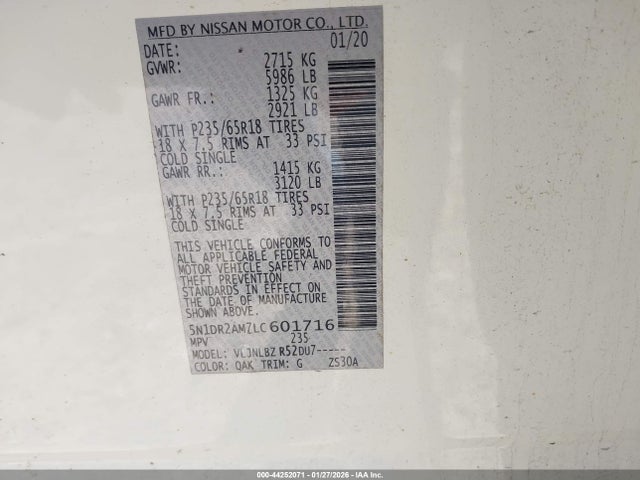 MFD BY NISSAN MOTOR CO., LTD.
DATE: 01/20
GVWR: 2715 KG
5986 LB
GAWR FR.: 1325 KG
2921 LB
WITH P235/65R18 TIRES
18 X 7.5 RIMS AT 33 PSI
COLD SINGLE
GAWR RR.: 1415 KG
3120 LB
WITH P235/65R18 TIRES
18 X 7.5 RIMS AT 33 PSI
COLD SINGLE
THIS VEHICLE CONFORMS TO
ALL APPLICABLE FEDERAL
MOTOR VEHICLE SAFETY AND
THEFT PREVENTION
STANDARDS IN EFFECT ON
THE DATE OF MANUFACTURE
SHOWN ABOVE.
5N1DR2AMZLC601716
MPV 235
MODEL: VLJNLBZ R52DU7-----
COLOR: QAK TRIM: G ZS30A
000-44252071 - 01/27/2026 - IAA Inc.